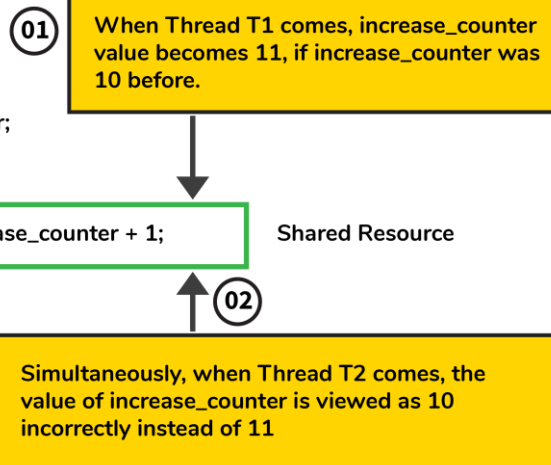 01
When Thread T1 comes, increase_counter
value becomes 11, if increase_counter was
10 before.
r;
ase_counter + 1;
Shared Resource
02
Simultaneously, when Thread T2 comes, the
value of increase_counter is viewed as 10
incorrectly instead of 11